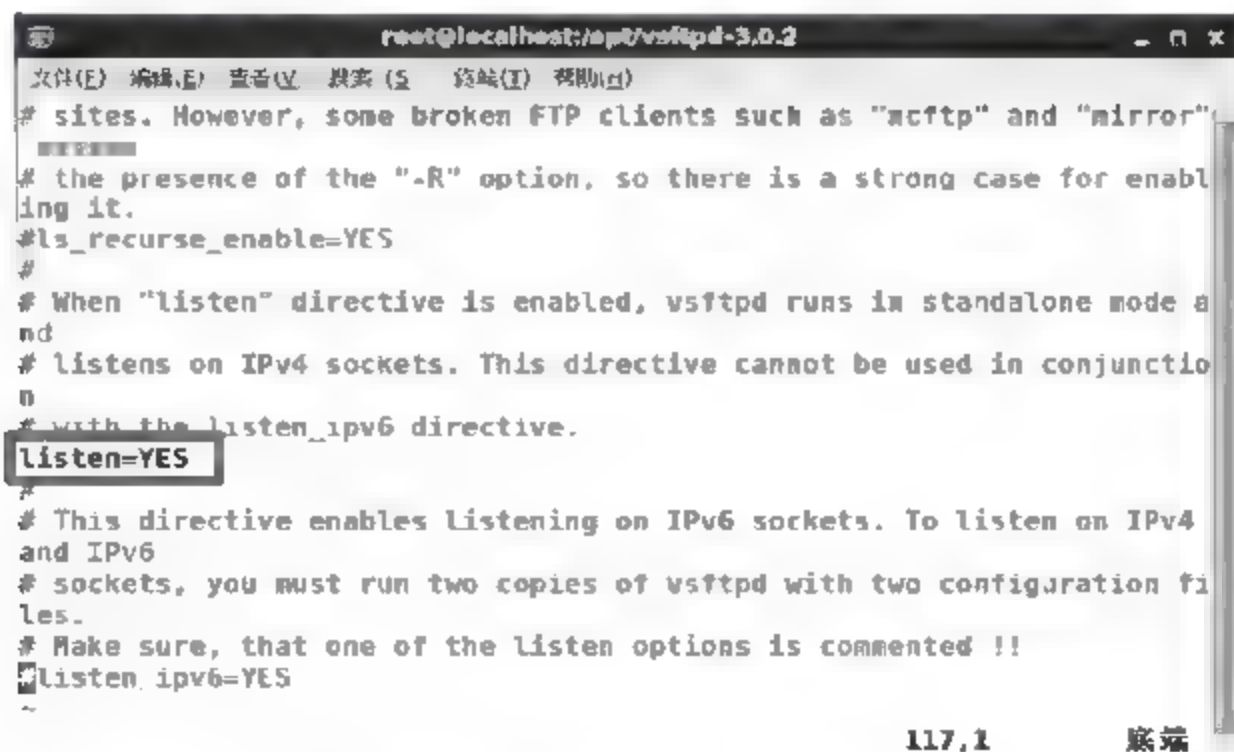 root@localhost:/opt/vsftpd-3.0.2
文件(F) 编辑(E) 查看(V) 搜索 (S) 终端(T) 帮助(H)
# sites. However, some broken FTP clients such as "ncftp" and "mirror"
# the presence of the "-R" option, so there is a strong case for enabl
ing it.
#ls_recurse_enable=YES
#
# When "listen" directive is enabled, vsftpd runs in standalone mode a
nd
# listens on IPv4 sockets. This directive cannot be used in conjunctio
n
# with the listen_ipv6 directive.
listen=YES
#
# This directive enables listening on IPv6 sockets. To listen on IPv4
and IPv6
# sockets, you must run two copies of vsftpd with two configuration fi
les.
# Make sure, that one of the listen options is commented !!
#listen_ipv6=YES
~
117,1 底端